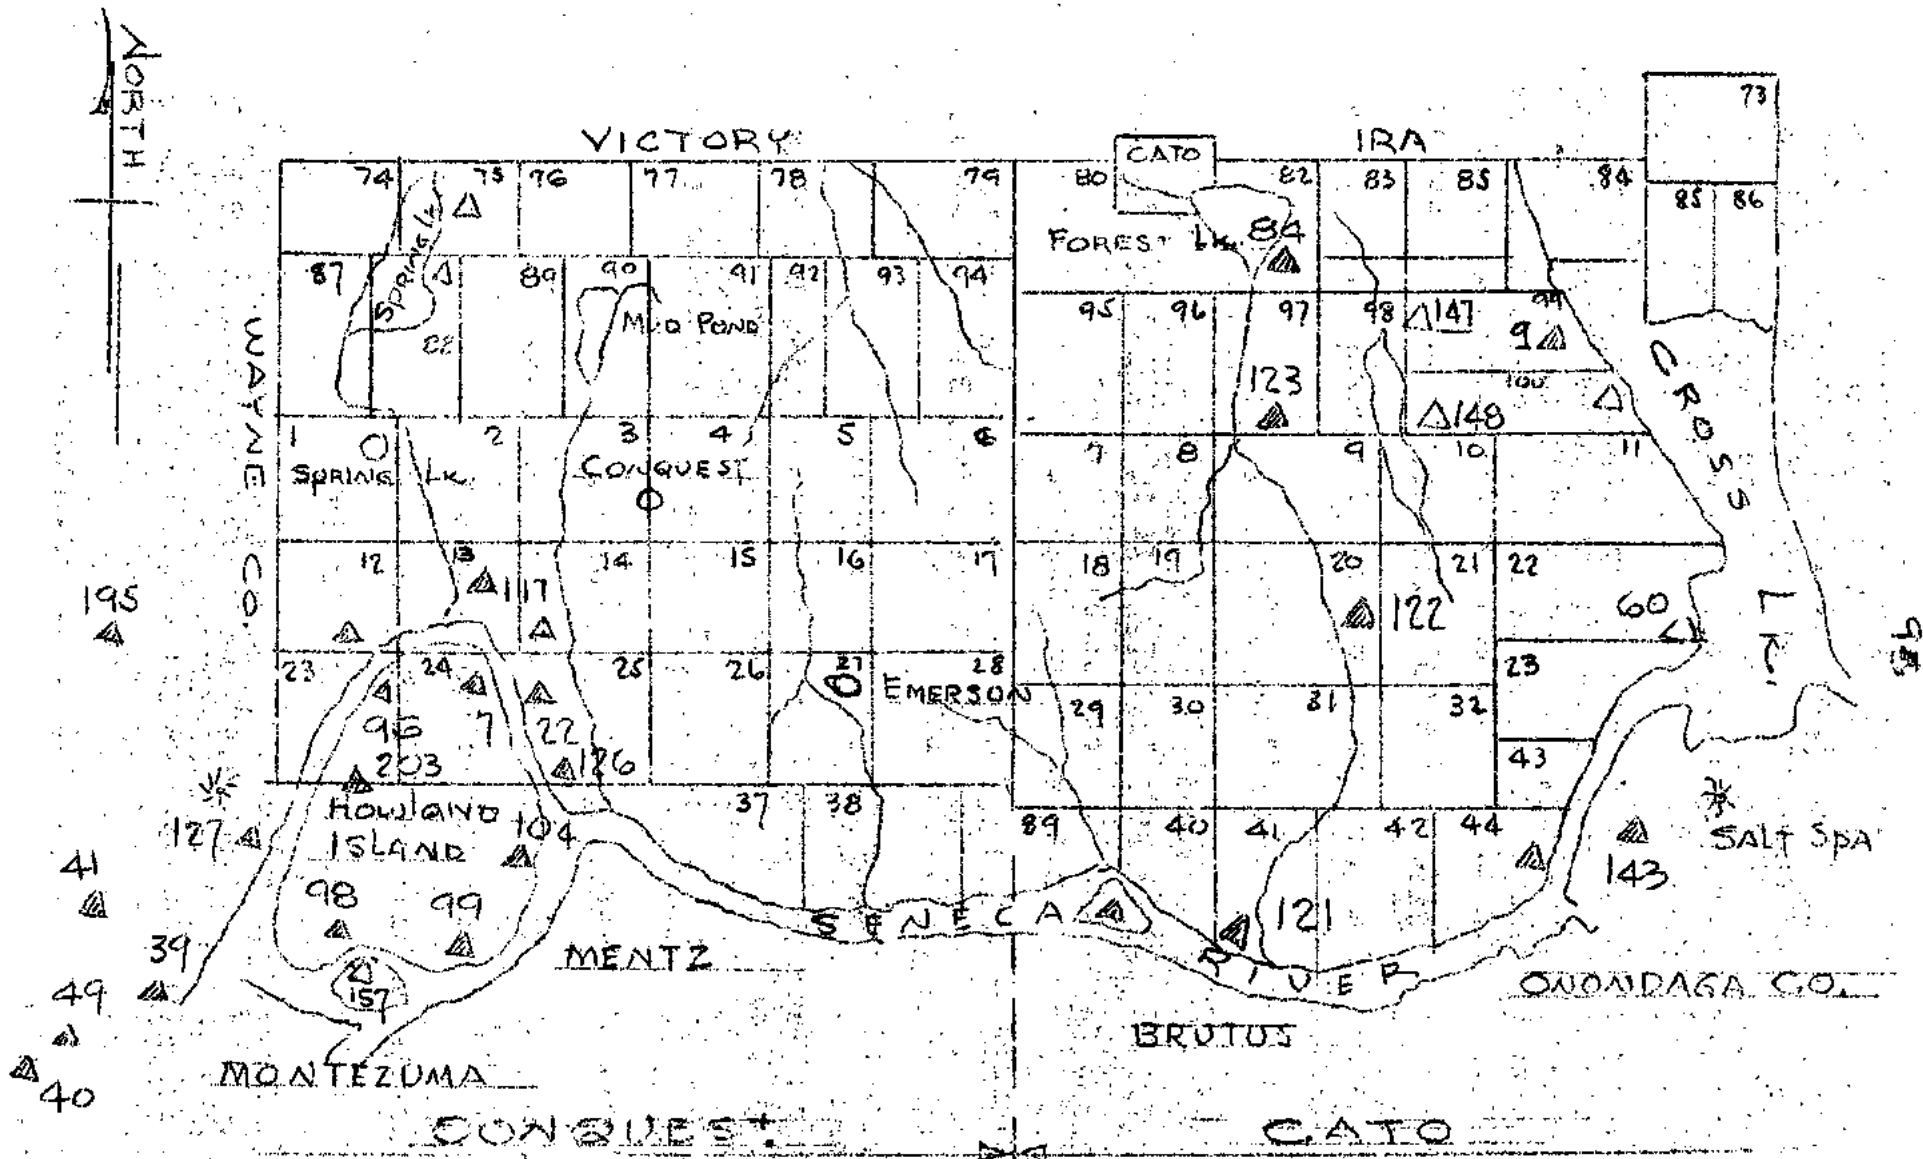 NORTH
VICTORY
IRA
73
CATO
74 75 76 77 78 79 80 82 83 85 84
85 86
SPRING LK
FOREST LK. 84
87 89 90 91 92 93 94
MUD POND
95 96 97 98 147 99
9
CROSS LK.
WAYNE CO.
123
100
148
1 2 3 4 5 6 7 8 9 10 11
SPRING LK.
CONQUEST
12 13 14 15 16 17 18 19 20 21 22
195
117
122
60
23 24 25 26 27 28
23
EMERSON
29 30 31 32
95 7 22
203 126
43
HOWLAND
ISLAND
104
127
37 38 39 40 41 42 44
SALT SPA
41
143
98 99
SENECA RIVER
121
39
MENTZ
49
157
ONONDAGA CO.
BRUTUS
MONTEZUMA
40
CONQUEST
CATO